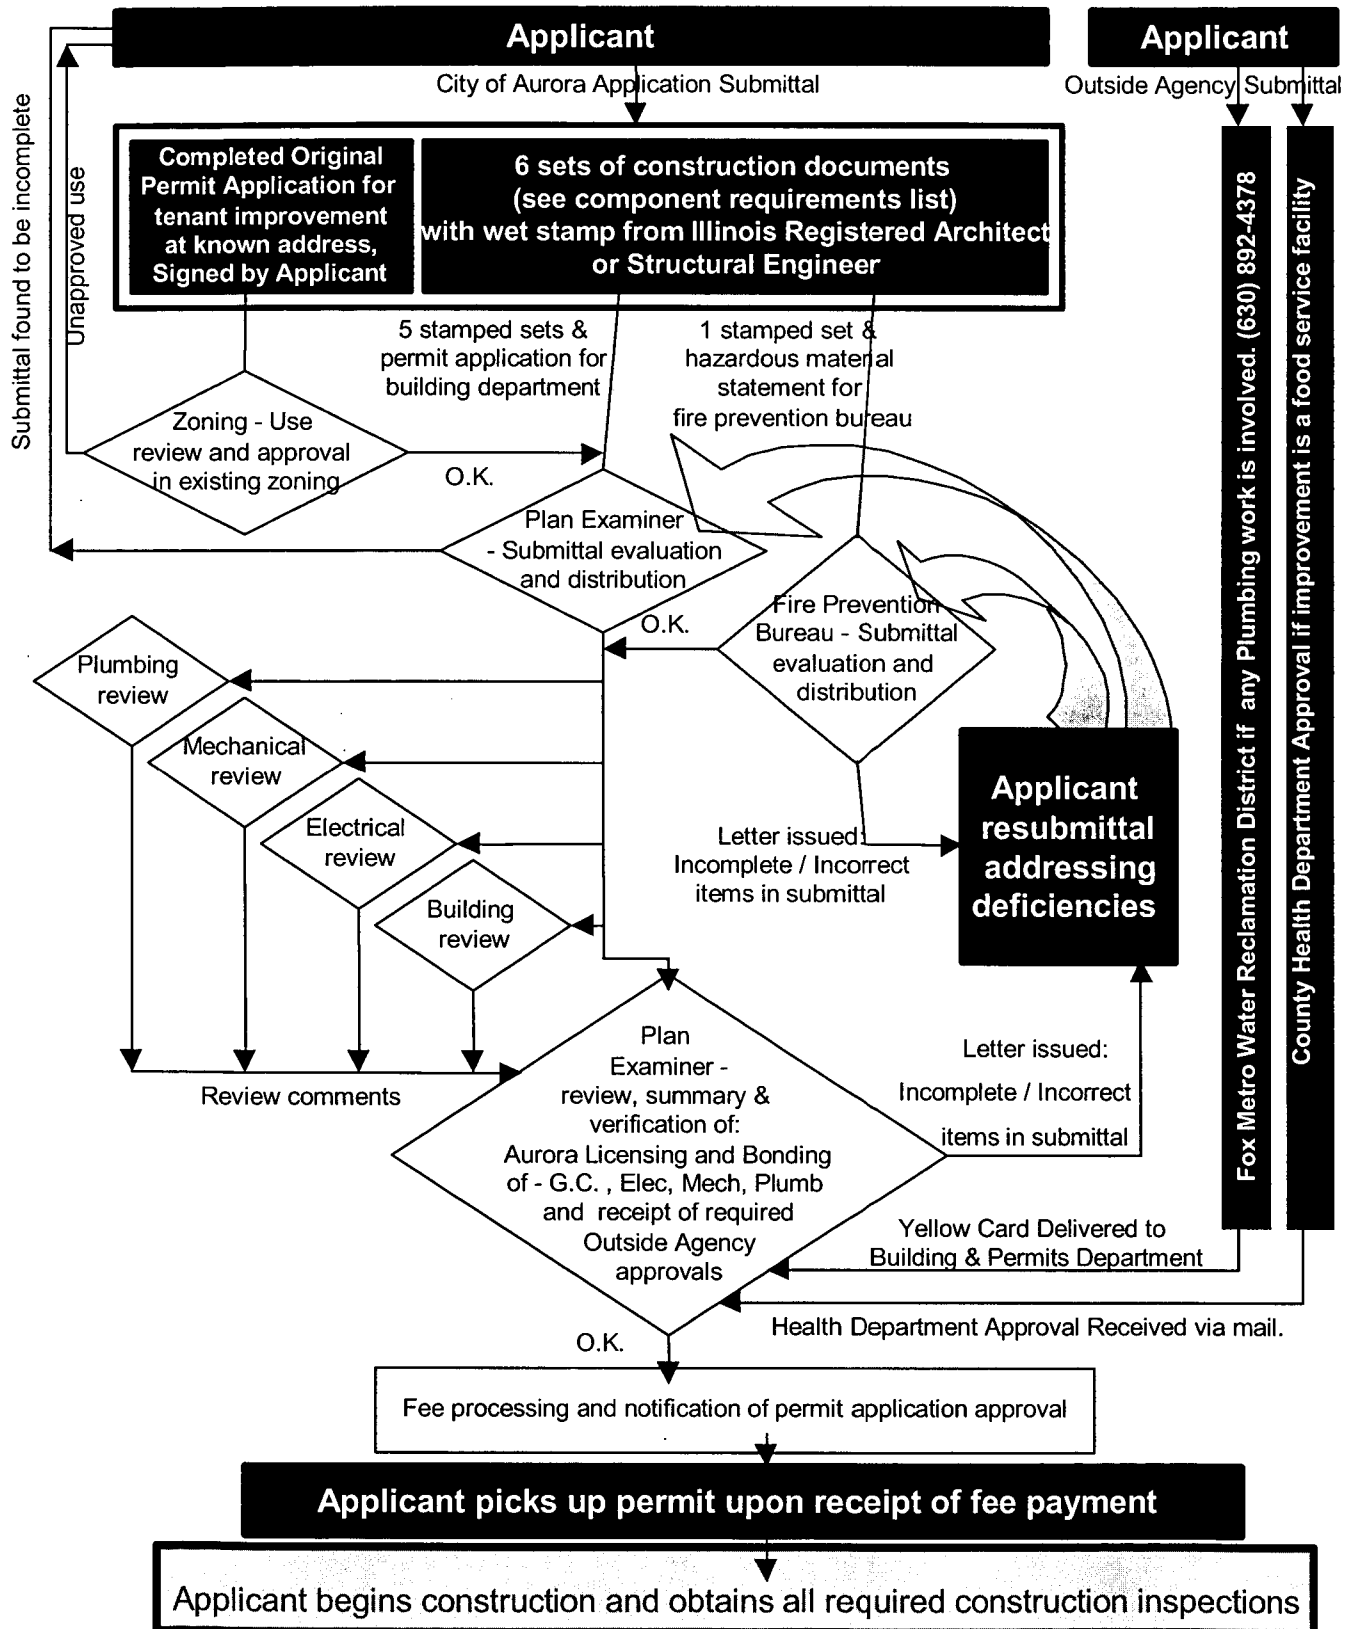 Applicant
Applicant
City of Aurora Application Submittal
Outside Agency Submittal
Submittal found to be incomplete
Unapproved use
Completed Original
Permit Application for
tenant improvement
at known address,
Signed by Applicant
6 sets of construction documents
(see component requirements list)
with wet stamp from Illinois Registered Architect
or Structural Engineer
Fox Metro Water Reclamation District if any Plumbing work is involved. (630) 892-4378
County Health Department Approval if improvement is a food service facility
5 stamped sets &
permit application for
building department
1 stamped set &
hazardous material
statement for
fire prevention bureau
Zoning - Use
review and approval
in existing zoning
O.K.
Plan Examiner
- Submittal evaluation
and distribution
O.K.
Fire Prevention
Bureau - Submittal
evaluation and
distribution
Plumbing
review
Mechanical
review
Electrical
review
Building
review
Letter issued:
Incomplete / Incorrect
items in submittal
Applicant
resubmittal
addressing
deficiencies
Review comments
Plan
Examiner -
review, summary &
verification of:
Aurora Licensing and Bonding
of - G.C. , Elec, Mech, Plumb
and receipt of required
Outside Agency
approvals
Letter issued:
Incomplete / Incorrect
items in submittal
Yellow Card Delivered to
Building & Permits Department
Health Department Approval Received via mail.
O.K.
Fee processing and notification of permit application approval
Applicant picks up permit upon receipt of fee payment
Applicant begins construction and obtains all required construction inspections